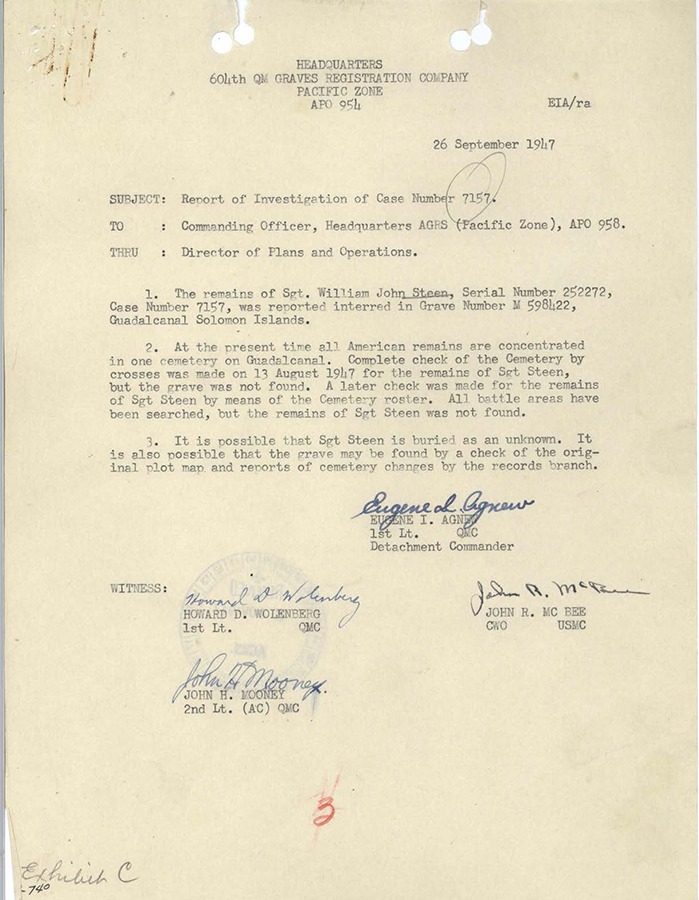 HEADQUARTERS
604th QM GRAVES REGISTRATION COMPANY
PACIFIC ZONE
APO 954
EIA/ra
26 September 1947
SUBJECT: Report of Investigation of Case Number 7157.
TO : Commanding Officer, Headquarters AGRS (Pacific Zone), APO 958.
THRU : Director of Plans and Operations.
1. The remains of Sgt. William John Steen, Serial Number 252272,
Case Number 7157, was reported interred in Grave Number M 598422,
Guadalcanal Solomon Islands.
2. At the present time all American remains are concentrated
in one cemetery on Guadalcanal. Complete check of the Cemetery by
crosses was made on 13 August 1947 for the remains of Sgt Steen,
but the grave was not found. A later check was made for the remains
of Sgt Steen by means of the Cemetery roster. All battle areas have
been searched, but the remains of Sgt Steen was not found.
3. It is possible that Sgt Steen is buried as an unknown. It
is also possible that the grave may be found by a check of the orig-
inal plot map and reports of cemetery changes by the records branch.
Eugene I. Agnew
EUGENE I. AGNEW
1st Lt. QMC
Detachment Commander
WITNESS:
Howard D Wolenberg
HOWARD D. WOLENBERG
1st Lt. QMC
John R. McBee
JOHN R. MC BEE
CWO USMC
John H Mooney
JOHN H. MOONEY
2nd Lt. (AC) QMC
3
Exhibit C
-740